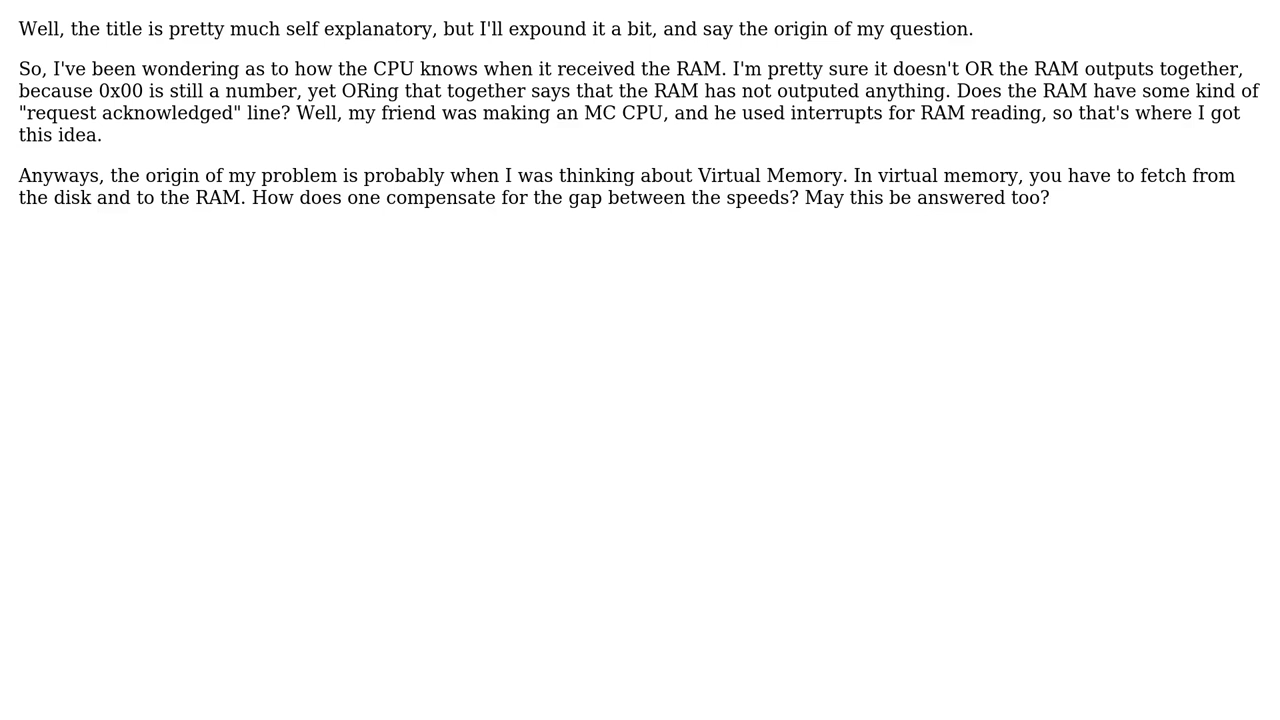 Well, the title is pretty much self explanatory, but I'll expound it a bit, and say the origin of my question.
So, I've been wondering as to how the CPU knows when it received the RAM. I'm pretty sure it doesn't OR the RAM outputs together,
because 0x00 is still a number, yet ORing that together says that the RAM has not outputed anything. Does the RAM have some kind of
"request acknowledged" line? Well, my friend was making an MC CPU, and he used interrupts for RAM reading, so that's where I got
this idea.
Anyways, the origin of my problem is probably when I was thinking about Virtual Memory. In virtual memory, you have to fetch from
the disk and to the RAM. How does one compensate for the gap between the speeds? May this be answered too?